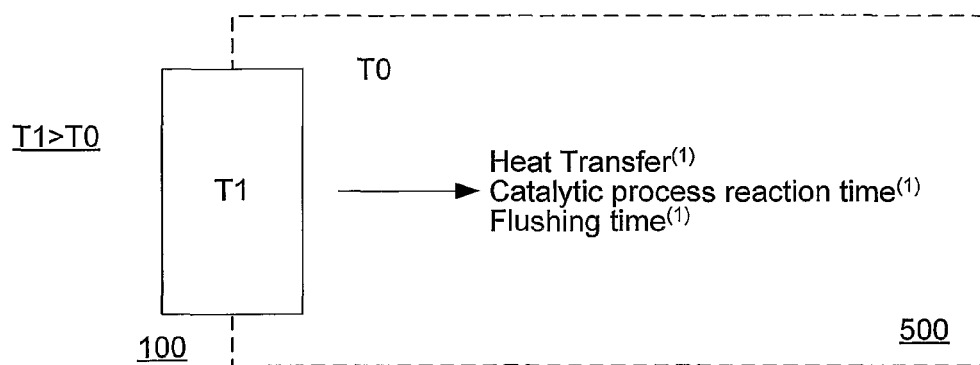 T0
T1>T0
T1
Heat Transfer(1)
Catalytic process reaction time(1)
Flushing time(1)
100
500